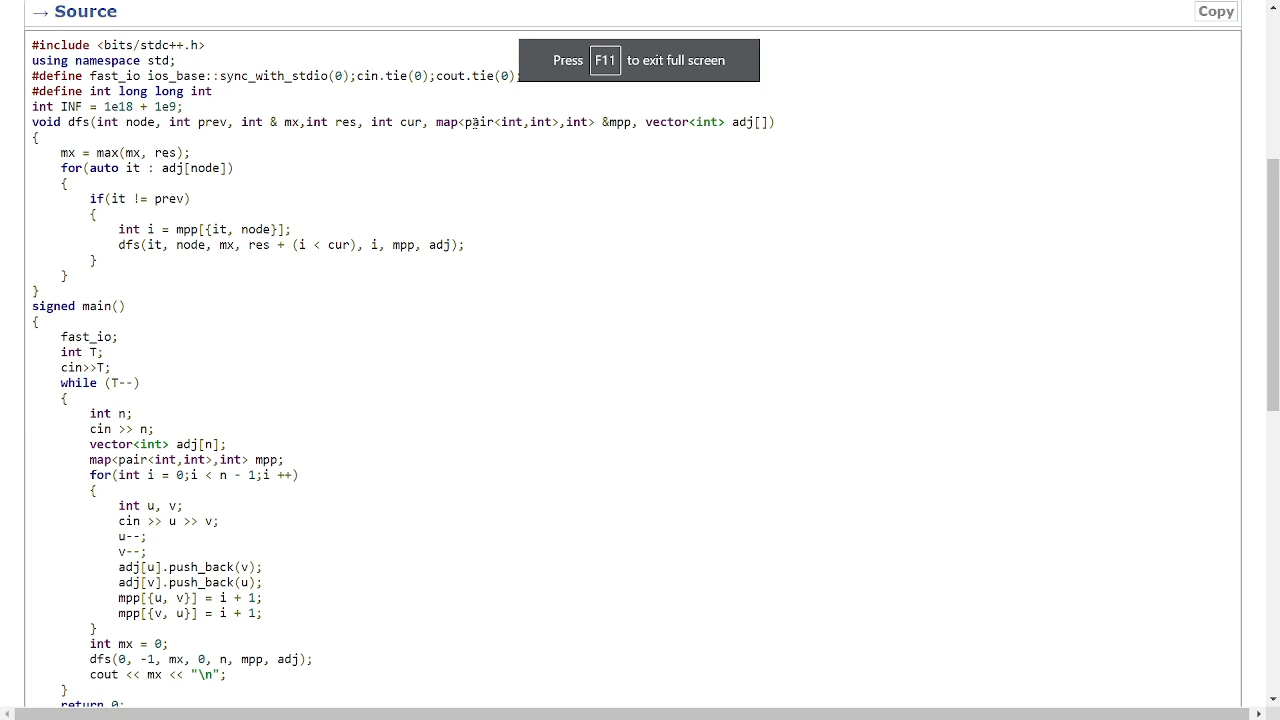 → Source
Copy
#include <bits/stdc++.h>
using namespace std;
#define fast_io ios_base::sync_with_stdio(0);cin.tie(0);cout.tie(0);
#define int long long int
int INF = 1e18 + 1e9;
void dfs(int node, int prev, int & mx,int res, int cur, map<pair<int,int>,int> &mpp, vector<int> adj[])
{
    mx = max(mx, res);
    for(auto it : adj[node])
    {
        if(it != prev)
        {
            int i = mpp[{it, node}];
            dfs(it, node, mx, res + (i < cur), i, mpp, adj);
        }
    }
}
signed main()
{
    fast_io;
    int T;
    cin>>T;
    while (T--)
    {
        int n;
        cin >> n;
        vector<int> adj[n];
        map<pair<int,int>,int> mpp;
        for(int i = 0;i < n - 1;i ++)
        {
            int u, v;
            cin >> u >> v;
            u--;
            v--;
            adj[u].push_back(v);
            adj[v].push_back(u);
            mpp[{u, v}] = i + 1;
            mpp[{v, u}] = i + 1;
        }
        int mx = 0;
        dfs(0, -1, mx, 0, n, mpp, adj);
        cout << mx << "\n";
    }
    return 0;
Press F11 to exit full screen